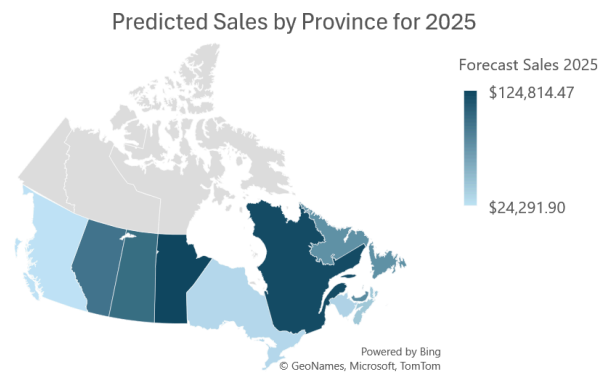 Predicted Sales by Province for 2025
Forecast Sales 2025
$124,814.47
$24,291.90
Powered by Bing
© GeoNames, Microsoft, TomTom